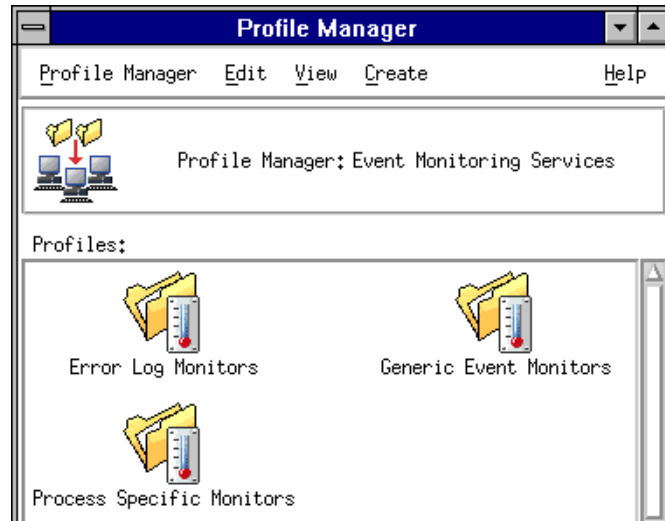 Profile Manager
Profile Manager Edit View Create Help
Profile Manager: Event Monitoring Services
Profiles:
Error Log Monitors Generic Event Monitors
Process Specific Monitors